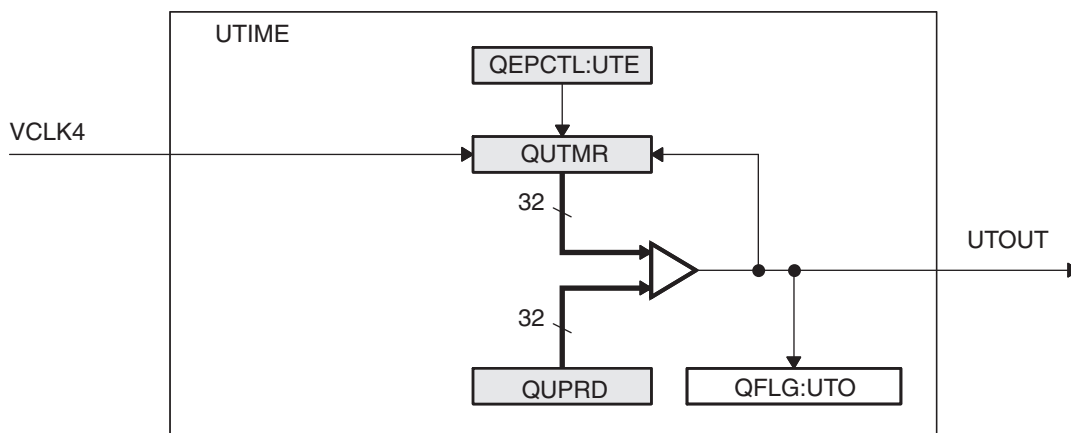 UTIME
QEPCTL:UTE
VCLK4
QUTMR
32
UTOUT
32
QUPRD
QFLG:UTO